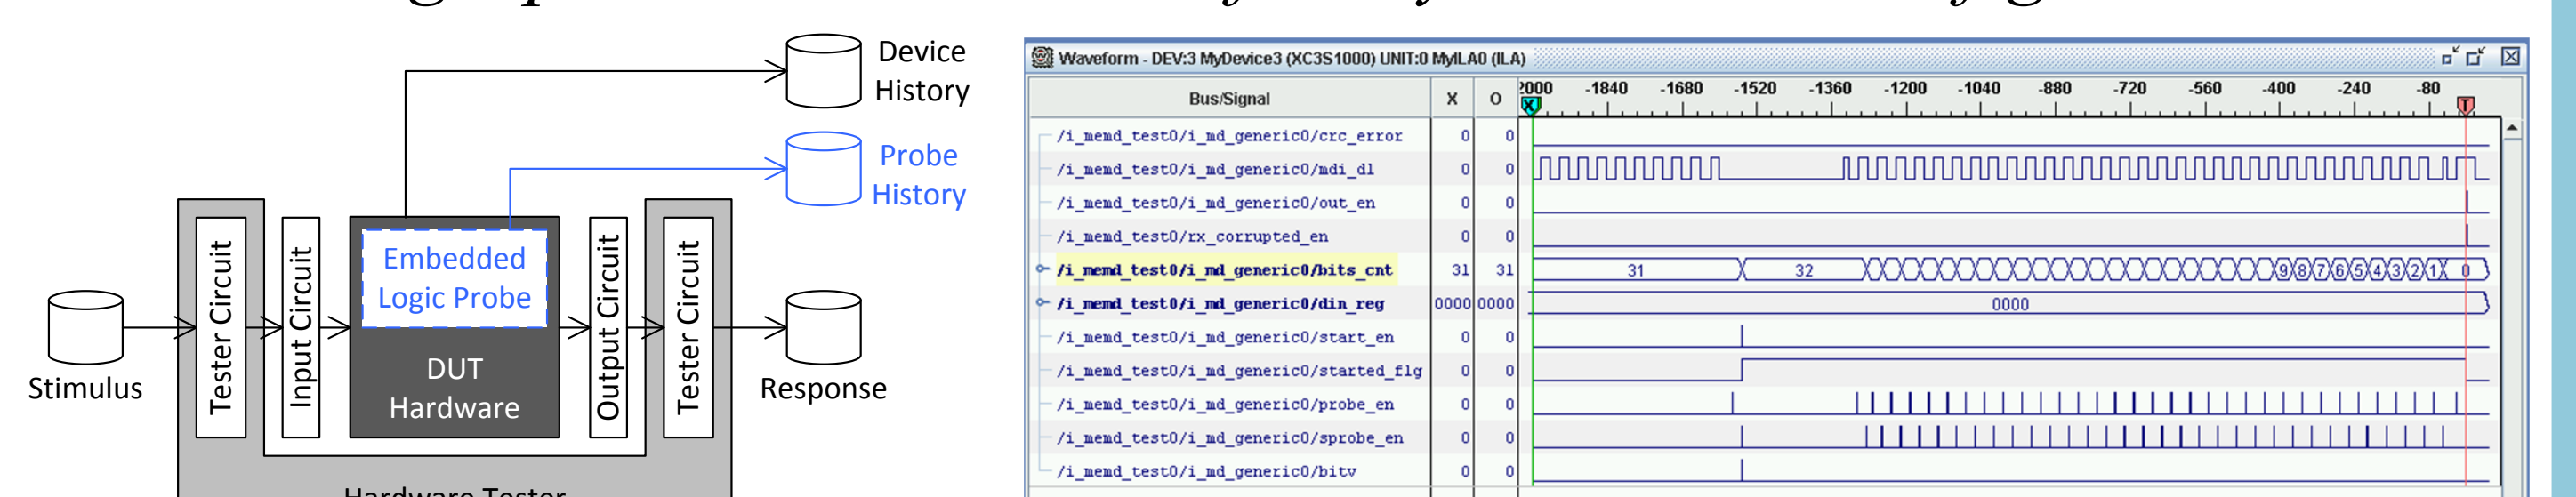 Device
History
Probe
History
Embedded
Logic Probe
Tester Circuit
Input Circuit
DUT
Hardware
Output Circuit
Tester Circuit
Stimulus
Response
Waveform - DEV:3 MyDevice3 (XC3S1000) UNIT:0 MyILA0 (ILA)
Bus/Signal X O -1840 -1680 -1520 -1360 -1200 -1040 -880 -720 -560 -400 -240 -80
X T
/i_memd_test0/i_md_generic0/crc_error 0 0
/i_memd_test0/i_md_generic0/mdi_dl 0 0
/i_memd_test0/i_md_generic0/out_en 0 0
/i_memd_test0/rx_corrupted_en 0 0
/i_memd_test0/i_md_generic0/bits_cnt 31 31 31 32 9 8 7 6 5 4 3 2 1 0
/i_memd_test0/i_md_generic0/din_reg 0000 0000 0000
/i_memd_test0/i_md_generic0/start_en 0 0
/i_memd_test0/i_md_generic0/started_flg 0 0
/i_memd_test0/i_md_generic0/probe_en 0 0
/i_memd_test0/i_md_generic0/sprobe_en 0 0
/i_memd_test0/i_md_generic0/bitv 0 0